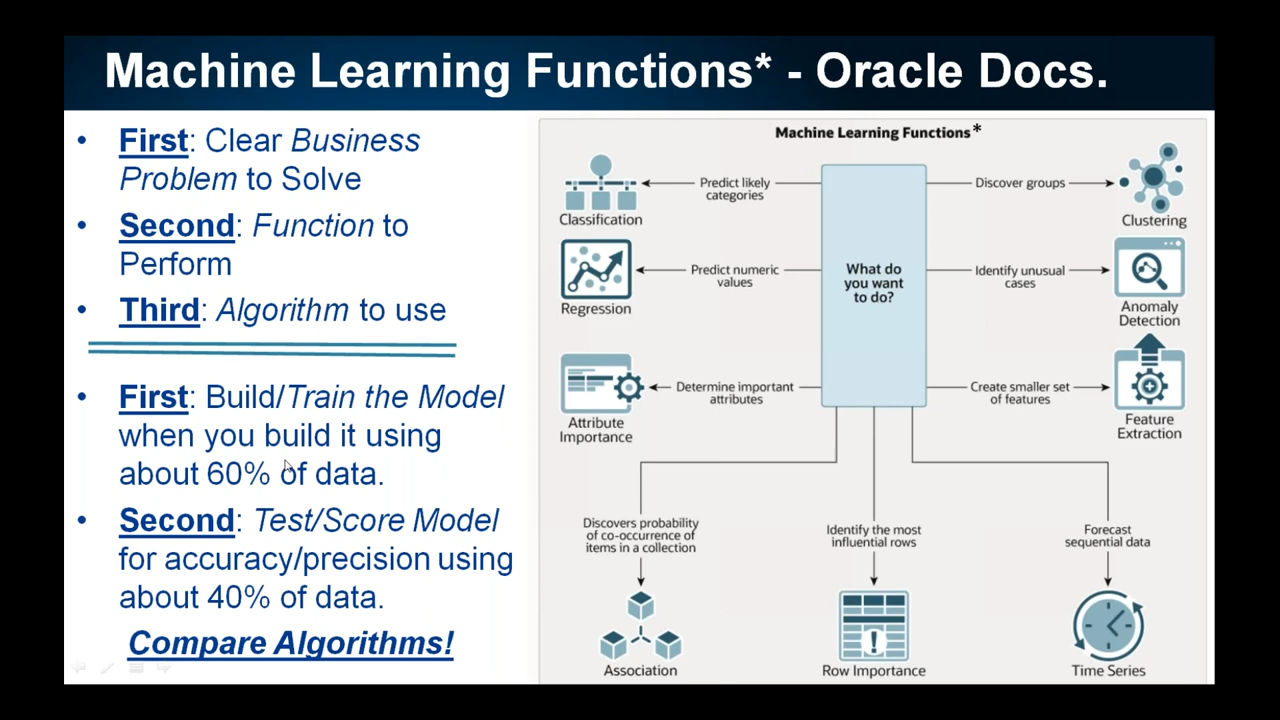 Machine Learning Functions* - Oracle Docs.
• First: Clear Business
Problem to Solve
• Second: Function to
Perform
• Third: Algorithm to use
• First: Build/Train the Model
when you build it using
about 60% of data.
• Second: Test/Score Model
for accuracy/precision using
about 40% of data.
Compare Algorithms!
Machine Learning Functions*
Classification
Predict likely
categories
Discover groups
Clustering
Regression
Predict numeric
values
What do
you want
to do?
Identify unusual
cases
Anomaly
Detection
Attribute
Importance
Determine important
attributes
Create smaller set
of features
Feature
Extraction
Discovers probability
of co-occurrence of
items in a collection
Identify the most
influential rows
Forecast
sequential data
Association
Row Importance
Time Series